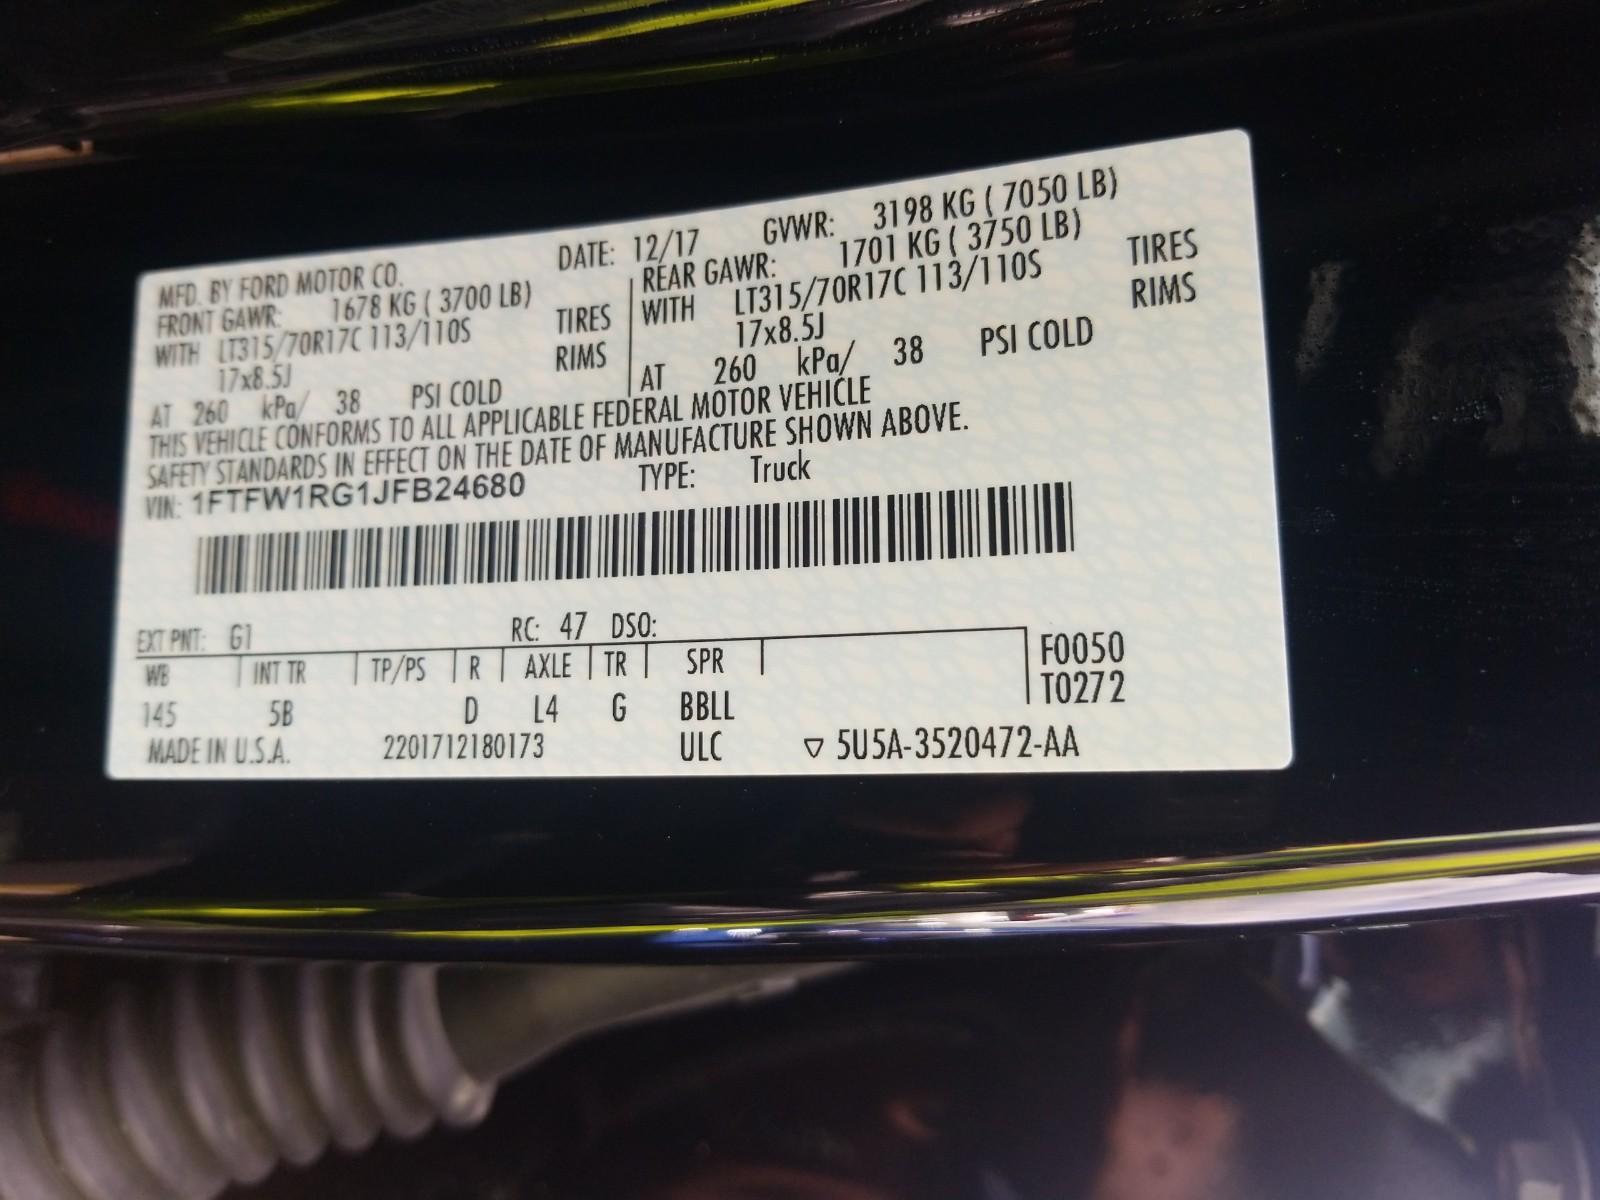 MFD. BY FORD MOTOR CO. DATE: 12/17 GVWR: 3198 KG ( 7050 LB)
FRONT GAWR: 1678 KG ( 3700 LB) REAR GAWR: 1701 KG ( 3750 LB)
WITH LT315/70R17C 113/110S TIRES WITH LT315/70R17C 113/110S TIRES
17x8.5J RIMS 17x8.5J RIMS
AT 260 kPa/ 38 PSI COLD AT 260 kPa/ 38 PSI COLD
THIS VEHICLE CONFORMS TO ALL APPLICABLE FEDERAL MOTOR VEHICLE
SAFETY STANDARDS IN EFFECT ON THE DATE OF MANUFACTURE SHOWN ABOVE.
VIN: 1FTFW1RG1JFB24680 TYPE: Truck
EXT PNT: G1 RC: 47 DSO:
WB INT TR TP/PS R AXLE TR SPR F0050
145 5B D L4 G BBLL T0272
MADE IN U.S.A. 2201712180173 ULC ▽ 5U5A-3520472-AA